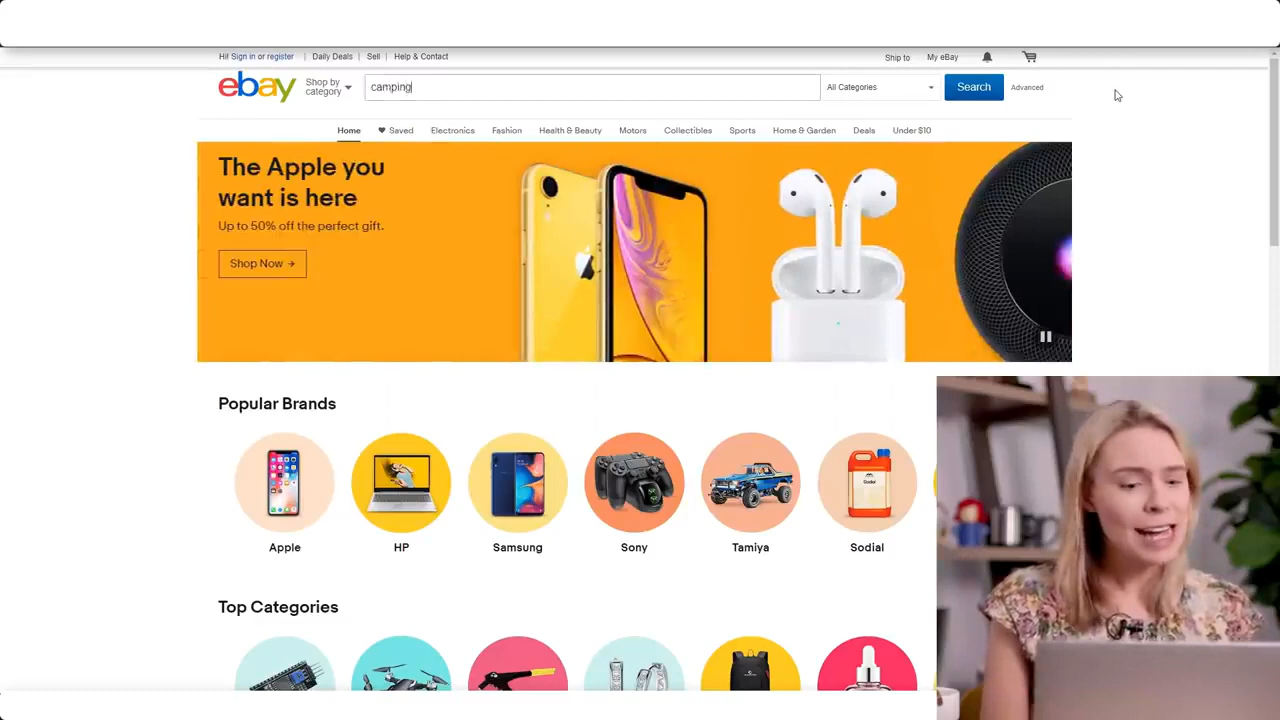 Hi! Sign in or register
Daily Deals
Sell
Help & Contact
Ship to
My eBay
ebay
Shop by
category
camping
All Categories
Search
Advanced
Home
Saved
Electronics
Fashion
Health & Beauty
Motors
Collectibles
Sports
Home & Garden
Deals
Under $10
The Apple you
want is here
Up to 50% off the perfect gift.
Shop Now →
Popular Brands
Sodial
Apple
HP
Samsung
Sony
Tamiya
Sodial
Top Categories